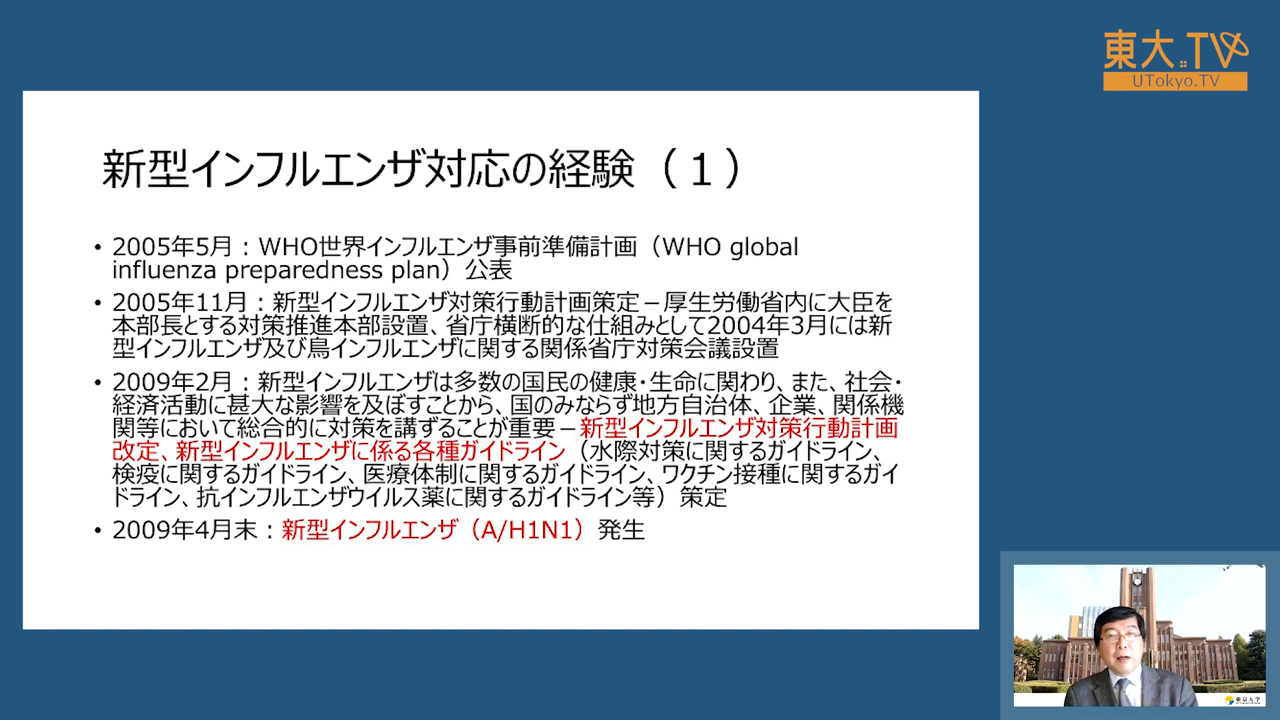 東大.TV
UTokyo.TV
新型インフルエンザ対応の経験（１）
• 2005年5月：WHO世界インフルエンザ事前準備計画（WHO global
influenza preparedness plan）公表
• 2005年11月：新型インフルエンザ対策行動計画策定－厚生労働省内に大臣を
本部長とする対策推進本部設置、省庁横断的な仕組みとして2004年3月には新
型インフルエンザ及び鳥インフルエンザに関する関係省庁対策会議設置
• 2009年2月：新型インフルエンザは多数の国民の健康・生命に関わり、また、社会・
経済活動に甚大な影響を及ぼすことから、国のみならず地方自治体、企業、関係機
関等において総合的に対策を講ずることが重要－新型インフルエンザ対策行動計画
改定、新型インフルエンザに係る各種ガイドライン（水際対策に関するガイドライン、
検疫に関するガイドライン、医療体制に関するガイドライン、ワクチン接種に関するガイ
ドライン、抗インフルエンザウイルス薬に関するガイドライン等）策定
• 2009年4月末：新型インフルエンザ（A/H1N1）発生
東京大学